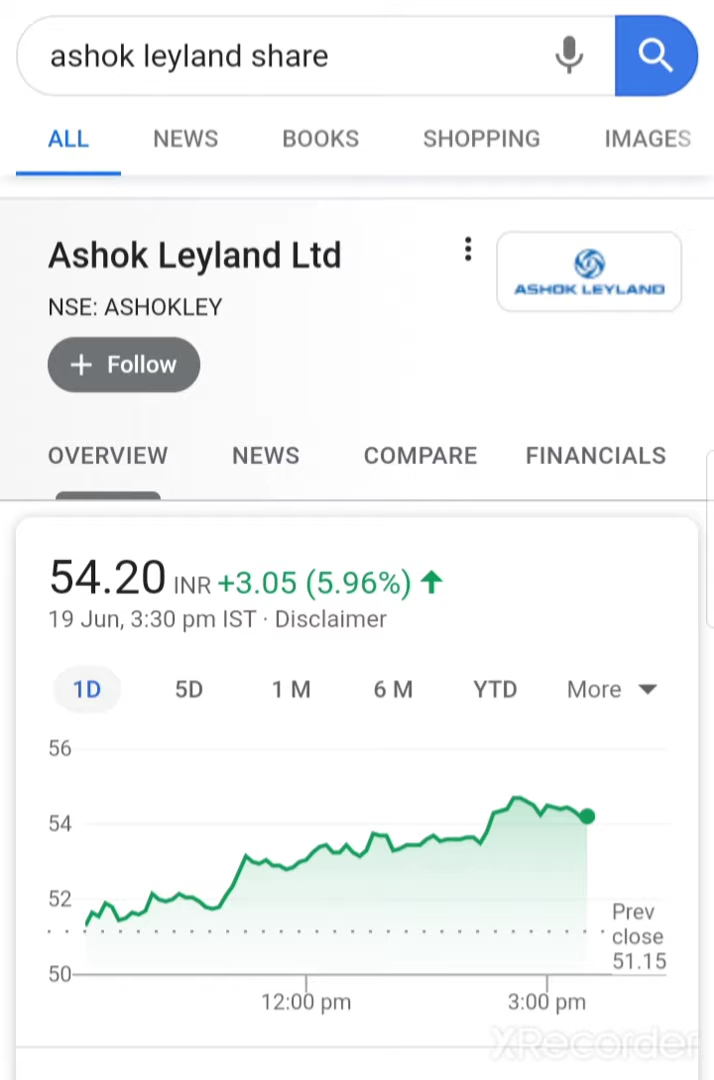 ashok leyland share
ALL NEWS BOOKS SHOPPING IMAGES
Ashok Leyland Ltd
ASHOK LEYLAND
NSE: ASHOKLEY
+ Follow
OVERVIEW NEWS COMPARE FINANCIALS
54.20 INR +3.05 (5.96%) ↑
19 Jun, 3:30 pm IST · Disclaimer
1D 5D 1 M 6 M YTD More
56
54
52
Prev
close
51.15
50
12:00 pm 3:00 pm
XRecorder